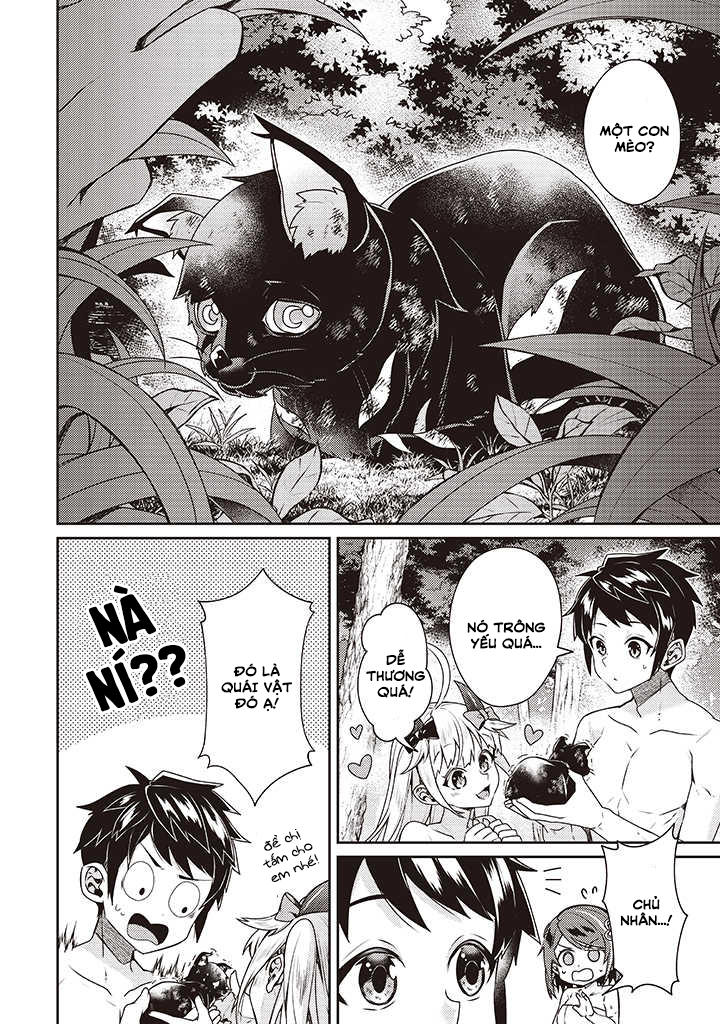 MỘT CON
MÈO?
NÓ TRÔNG
YẾU QUÁ...
DỄ
THƯƠNG
QUÁ!
CHỦ
NHÂN...!
ĐÓ LÀ
QUÁI VẬT
ĐÓ Ạ!
NÀ
NÍ??
để chị
tắm cho
em nhé!